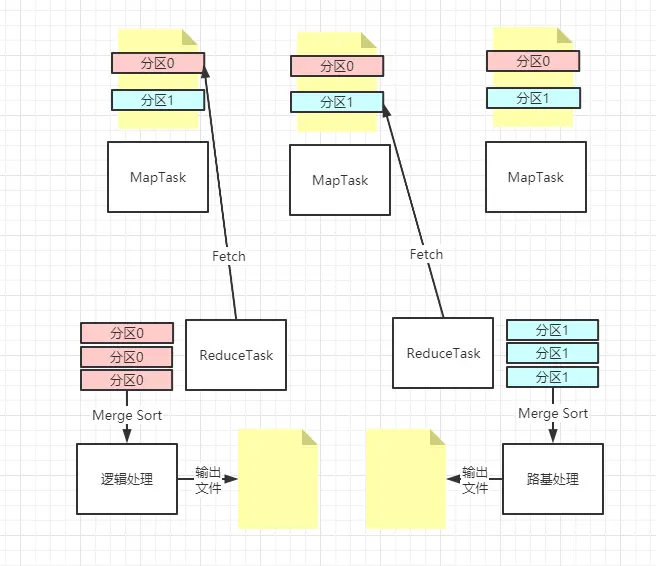 分区0
分区1
MapTask
分区0
分区1
MapTask
分区0
分区1
MapTask
Fetch
Fetch
分区0
分区0
分区0
ReduceTask
Merge Sort
逻辑处理
输出
文件
ReduceTask
分区1
分区1
分区1
Merge Sort
路基处理
输出
文件